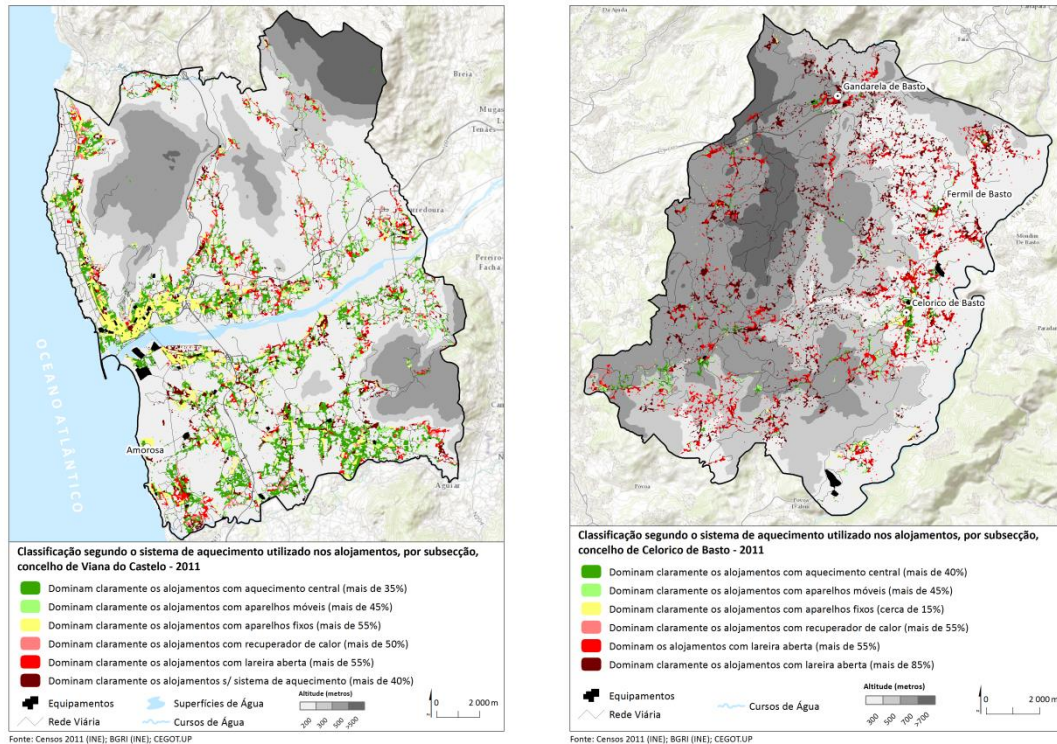 Breia
OCEANO ATLÂNTICO
Amorosa
Aguiar
Classificação segundo o sistema de aquecimento utilizado nos alojamentos, por subsecção,
concelho de Viana do Castelo - 2011
Dominam claramente os alojamentos com aquecimento central (mais de 35%)
Dominam claramente os alojamentos com aparelhos móveis (mais de 45%)
Dominam claramente os alojamentos com aparelhos fixos (mais de 55%)
Dominam claramente os alojamentos com recuperador de calor (mais de 50%)
Dominam claramente os alojamentos com lareira aberta (mais de 55%)
Dominam claramente os alojamentos s/ sistema de aquecimento (mais de 40%)
Equipamentos
Superfícies de Água
Rede Viária
Cursos de Água
Altitude (metros)
200 300 500 >500
0 2 000 m
Fonte: Censos 2011 (INE); BGRI (INE); CEGOT.UP
Gandarela de Basto
Fermil de Basto
Celorico de Basto
Classificação segundo o sistema de aquecimento utilizado nos alojamentos, por subsecção,
concelho de Celorico de Basto - 2011
Dominam claramente os alojamentos com aquecimento central (mais de 40%)
Dominam claramente os alojamentos com aparelhos móveis (mais de 45%)
Dominam claramente os alojamentos com aparelhos fixos (cerca de 15%)
Dominam claramente os alojamentos com recuperador de calor (mais de 55%)
Dominam os alojamentos com lareira aberta (mais de 55%)
Dominam claramente os alojamentos com lareira aberta (mais de 85%)
Equipamentos
Rede Viária
Cursos de Água
Altitude (metros)
300 500 700 >700
0 2 000 m
Fonte: Censos 2011 (INE); BGRI (INE); CEGOT.UP